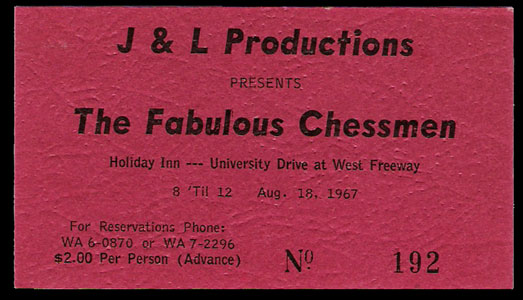 J & L Productions
PRESENTS
The Fabulous Chessmen
Holiday Inn --- University Drive at West Freeway
8 'Til 12 Aug. 18, 1967
For Reservations Phone:
WA 6-0870 or WA 7-2296
$2.00 Per Person (Advance) Nº 192